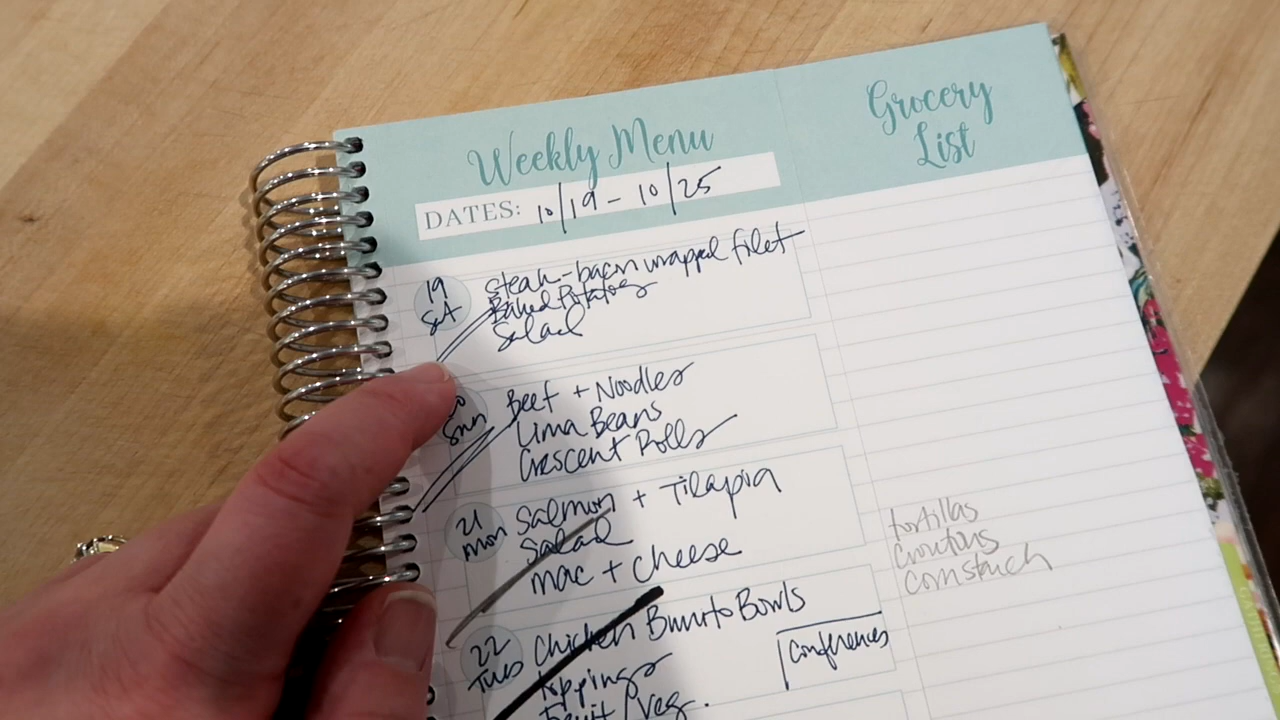 Weekly Menu
DATES: 10/19 - 10/25
19
Sat
Steak-bacon wrapped filet
Baked Potatoes
Salad
Sun
Beef + Noodles
Lima Beans
Crescent Rolls
21
Mon
Salmon + Tilapia
Salad
Mac + Cheese
22
Tues
Chicken Burrito Bowls
toppings
fruit/veg.
Conferences
Grocery
List
tortillas
croutons
cornstarch